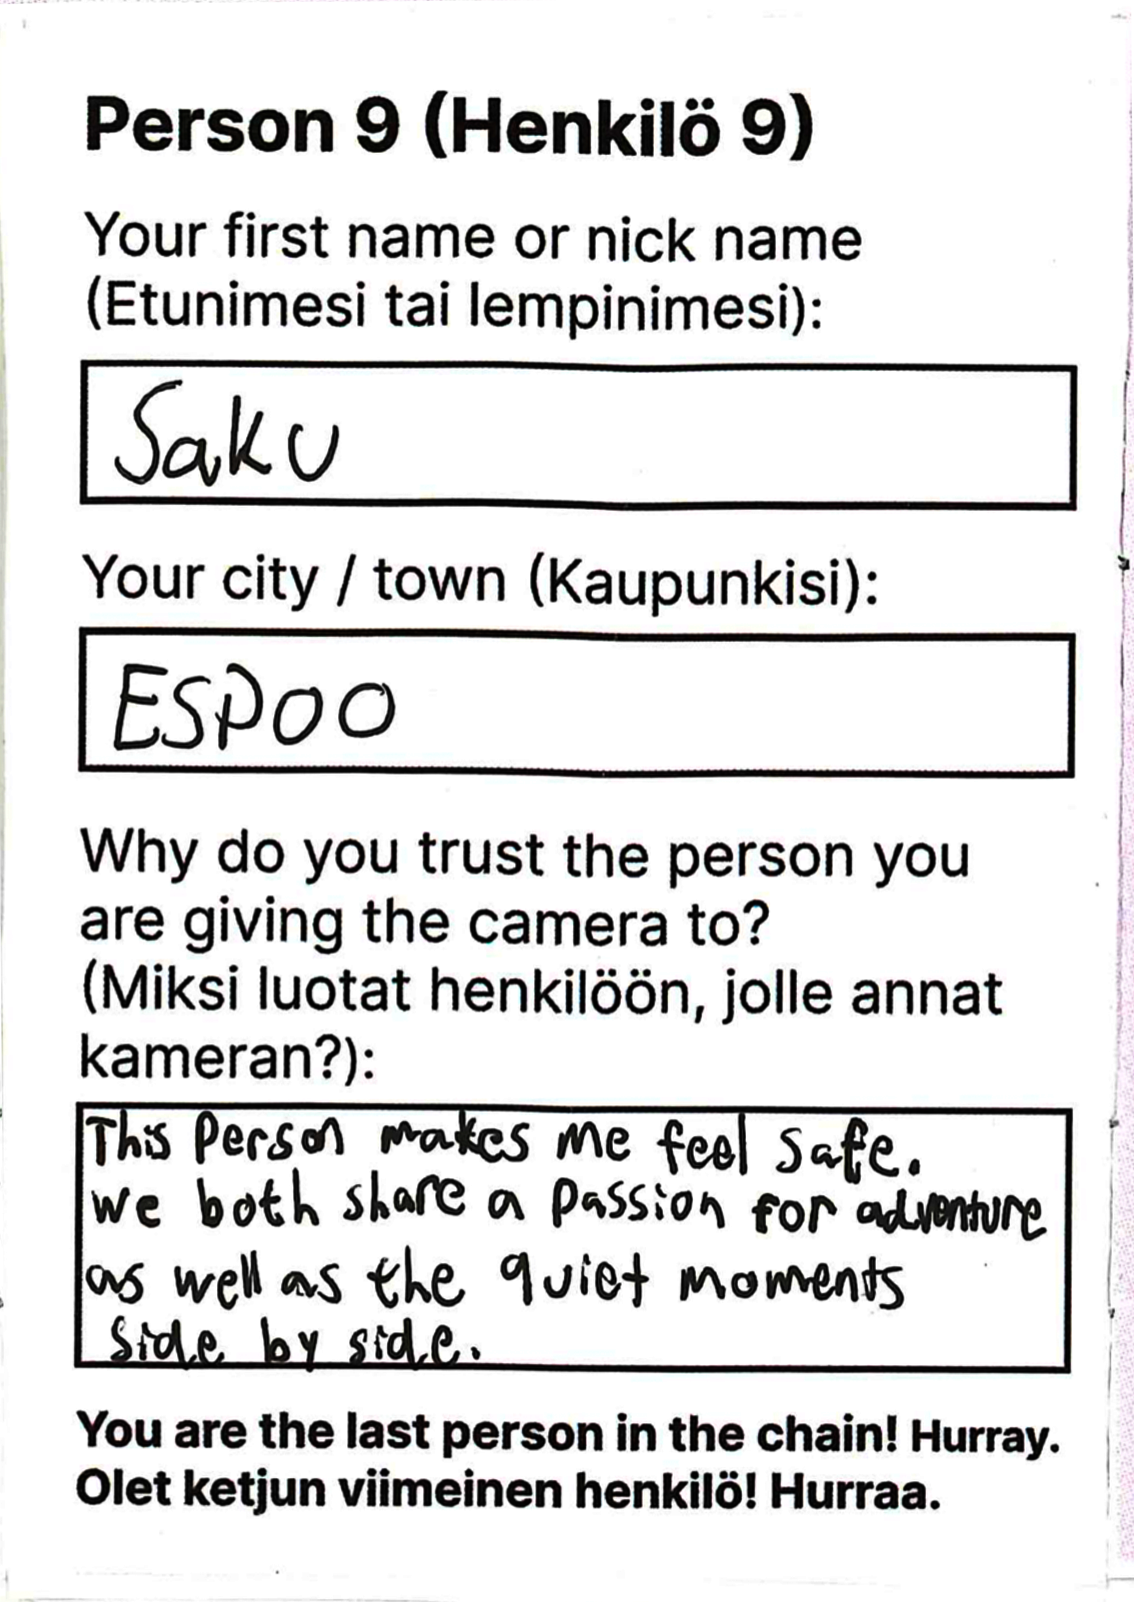 Person 9 (Henkilö 9)
Your first name or nick name
(Etunimesi tai lempinimesi):
Saku
Your city / town (Kaupunkisi):
ESPOO
Why do you trust the person you
are giving the camera to?
(Miksi luotat henkilöön, jolle annat
kameran?):
This Person makes me feel safe.
we both share a passion for adventure
as well as the quiet moments
side by side.
You are the last person in the chain! Hurray.
Olet ketjun viimeinen henkilö! Hurraa.